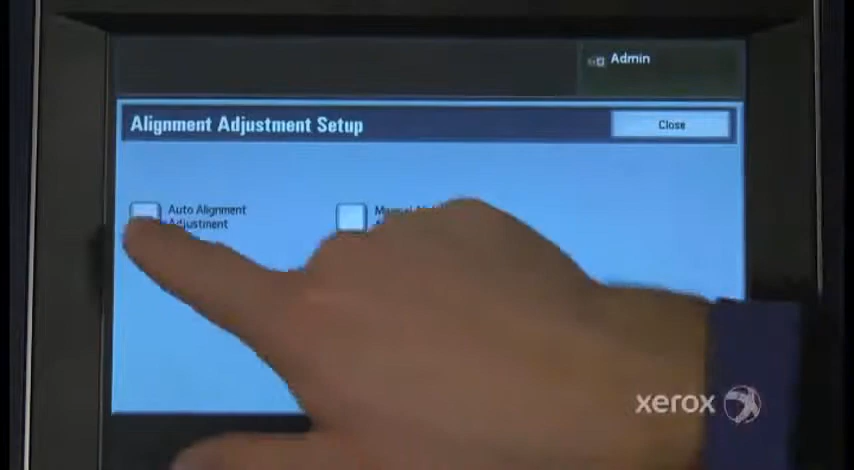 Admin
Alignment Adjustment Setup
Close
Auto Alignment
Adjustment
xerox